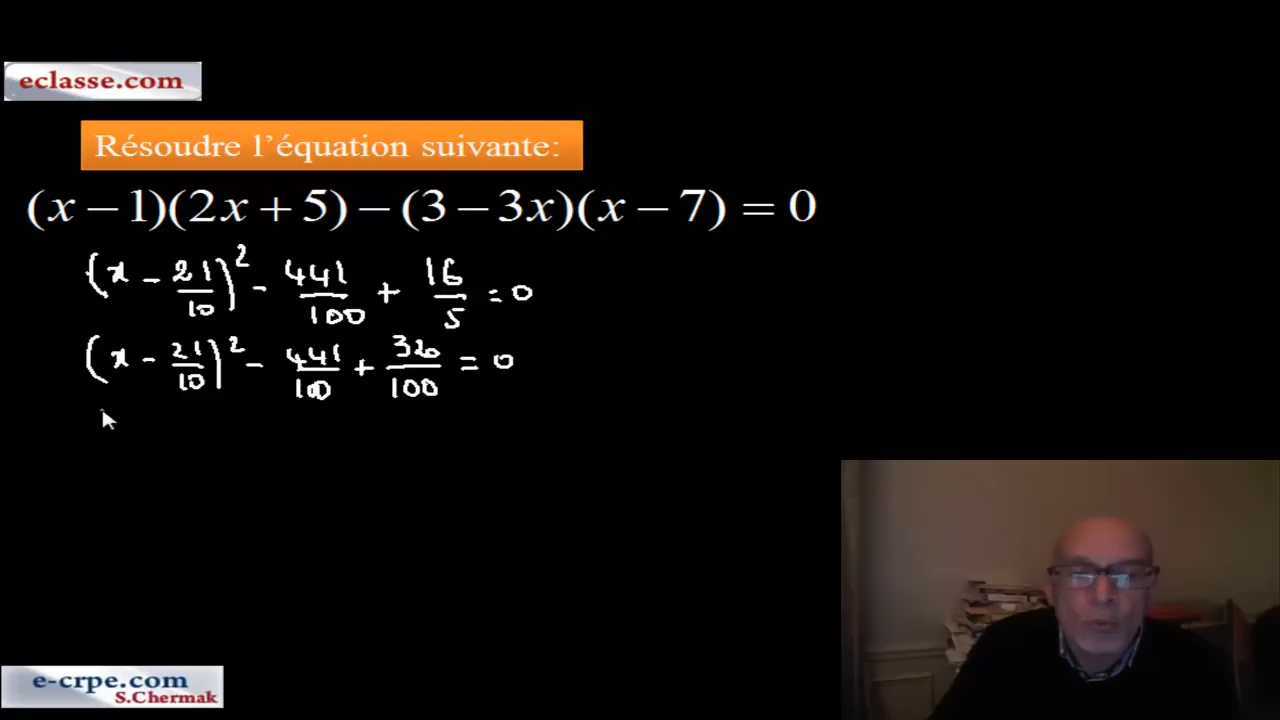 eclasse.com
Résoudre l'équation suivante:
(x − 1)(2x + 5) − (3 − 3x)(x − 7) = 0
(x − 21/10)² − 441/100 + 16/5 = 0
(x − 21/10)² − 441/100 + 320/100 = 0
e-crpe.com
S.Chermak